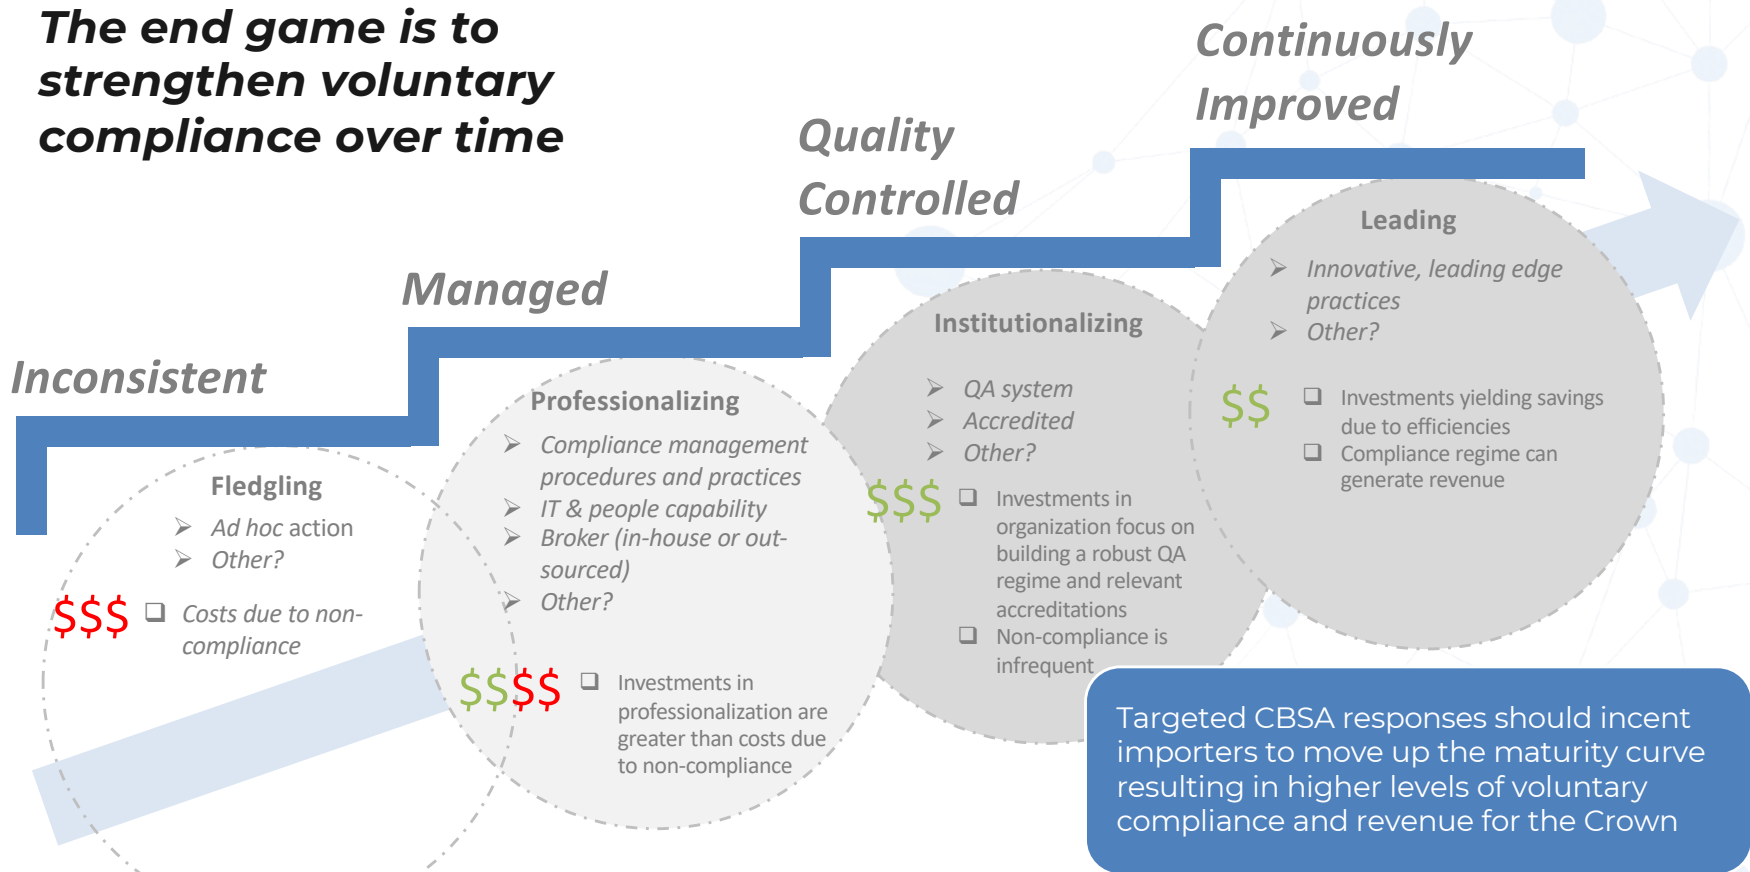 The end game is to
strengthen voluntary
compliance over time
Inconsistent
Fledgling
➢ Ad hoc action
➢ Other?
$$$
❑ Costs due to non-
compliance
Managed
Professionalizing
➢ Compliance management
procedures and practices
➢ IT & people capability
➢ Broker (in-house or out-
sourced)
➢ Other?
$$$$
❑ Investments in
professionalization are
greater than costs due
to non-compliance
Quality
Controlled
Institutionalizing
➢ QA system
➢ Accredited
➢ Other?
$$$
❑ Investments in
organization focus on
building a robust QA
regime and relevant
accreditations
❑ Non-compliance is
infrequent
Continuously
Improved
Leading
➢ Innovative, leading edge
practices
➢ Other?
$$
❑ Investments yielding savings
due to efficiencies
❑ Compliance regime can
generate revenue
Targeted CBSA responses should incent
importers to move up the maturity curve
resulting in higher levels of voluntary
compliance and revenue for the Crown